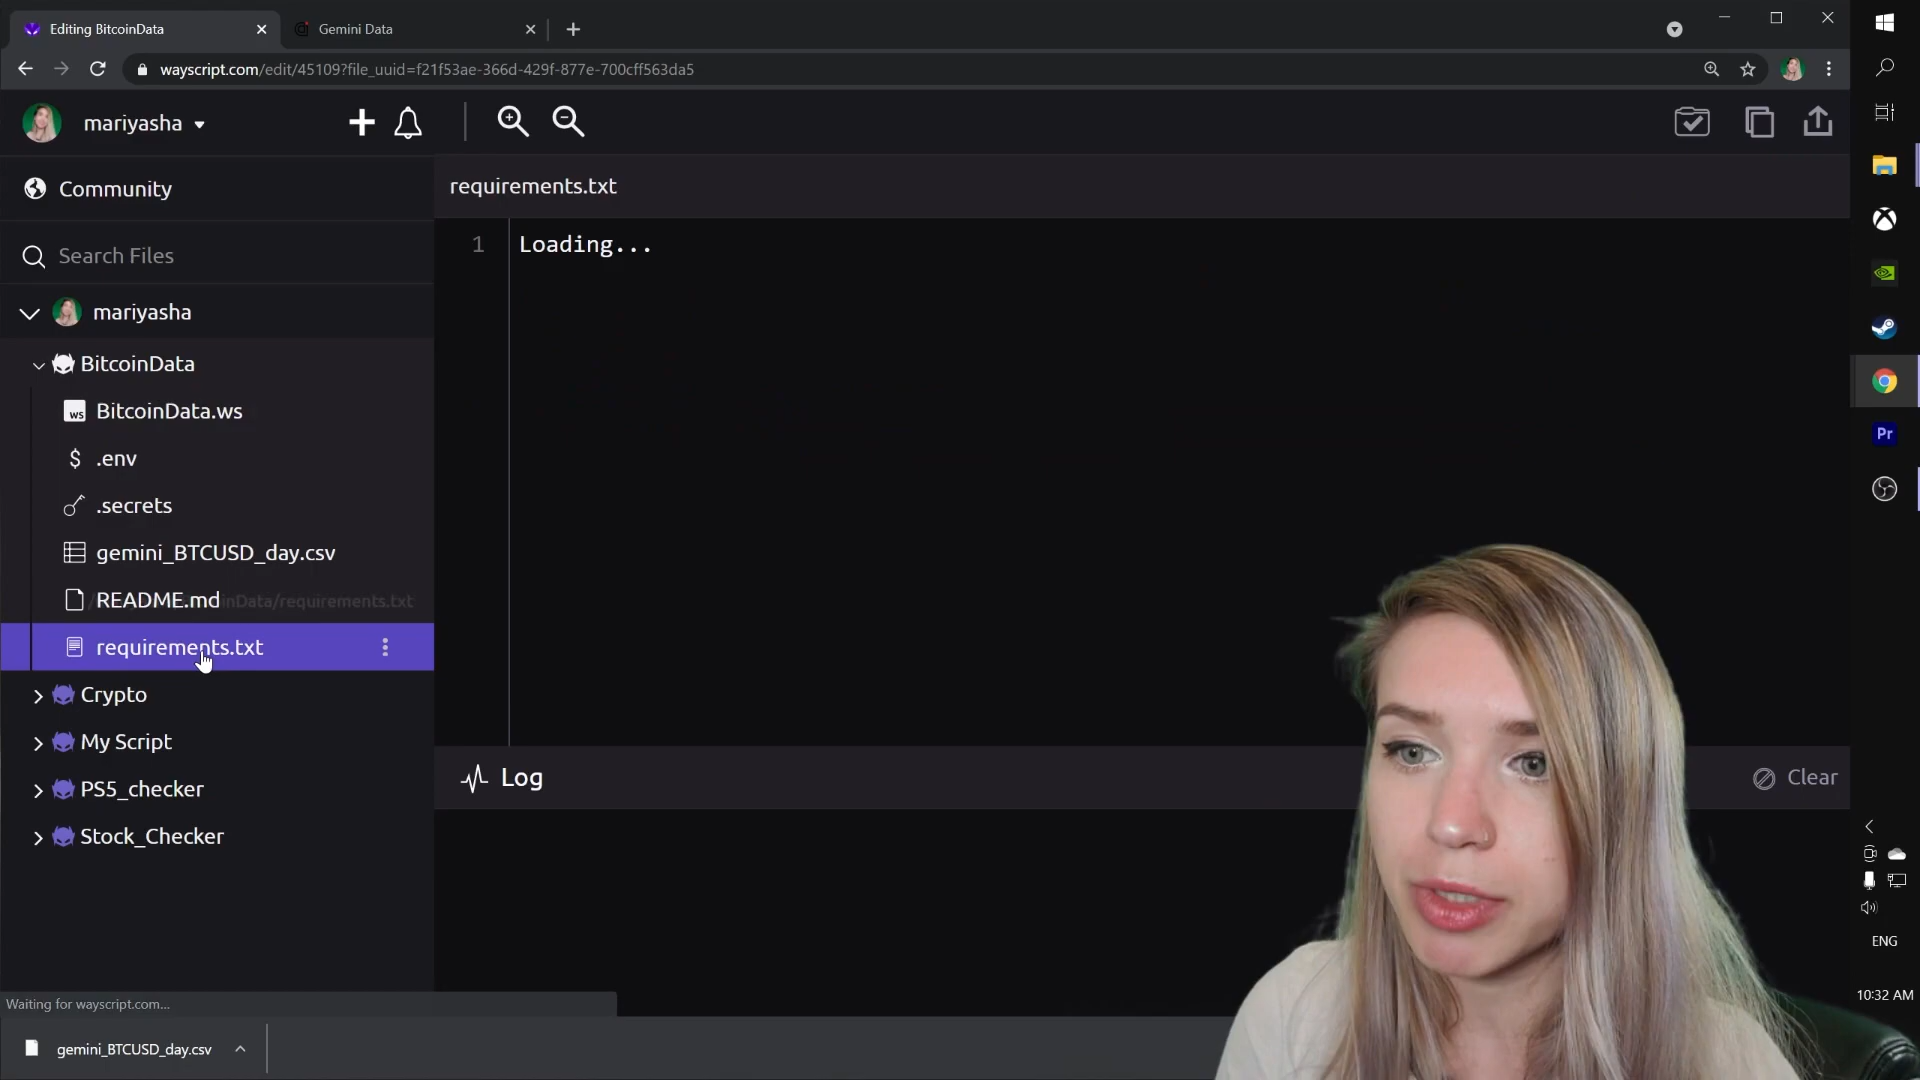 Editing BitcoinData
Gemini Data
wayscript.com/edit/45109?file_uuid=f21f53ae-366d-429f-877e-700cff563da5
mariyasha
Community
Search Files
mariyasha
BitcoinData
ws BitcoinData.ws
$ .env
.secrets
gemini_BTCUSD_day.csv
README.md
requirements.txt
Crypto
My Script
PS5_checker
Stock_Checker
requirements.txt
1 Loading...
Log
Clear
Waiting for wayscript.com...
gemini_BTCUSD_day.csv
Pr
ENG
10:32 AM